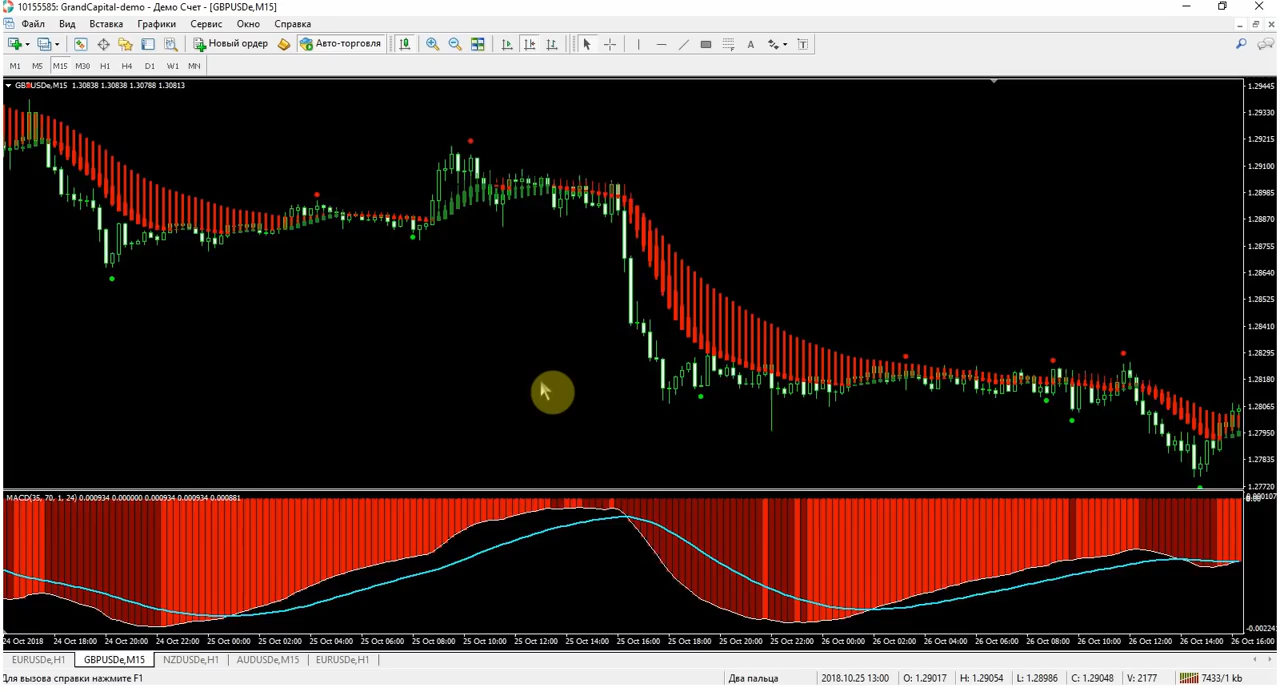 10155585: GrandCapital-demo - Демо Счет - [GBPUSDe,M15]
Файл Вид Вставка Графики Сервис Окно Справка
Новый ордер Авто-торговля
M1 M5 M15 M30 H1 H4 D1 W1 MN
GBPUSDe,M15 1.30838 1.30838 1.30788 1.30813
1.29445
1.29330
1.29215
1.29100
1.28985
1.28870
1.28755
1.28640
1.28525
1.28410
1.28295
1.28180
1.28065
1.27950
1.27835
1.27720
MACD(35, 70, 1, 24) 0.000934 0.000000 0.000934 0.000934 0.000881
24 Oct 2018 24 Oct 18:00 24 Oct 20:00 24 Oct 22:00 25 Oct 00:00 25 Oct 02:00 25 Oct 04:00 25 Oct 06:00 25 Oct 08:00 25 Oct 10:00 25 Oct 12:00 25 Oct 14:00 25 Oct 16:00 25 Oct 18:00 25 Oct 20:00 25 Oct 22:00 26 Oct 00:00 26 Oct 02:00 26 Oct 04:00 26 Oct 06:00 26 Oct 08:00 26 Oct 10:00 26 Oct 12:00 26 Oct 14:00 26 Oct 16:00
EURUSDe,H1 GBPUSDe,M15 NZDUSDe,H1 AUDUSDe,M15 EURUSDe,H1
Для вызова справки нажмите F1 Два пальца 2018.10.25 13:00 O: 1.29017 H: 1.29054 L: 1.28986 C: 1.29048 V: 2177 7433/1 kb